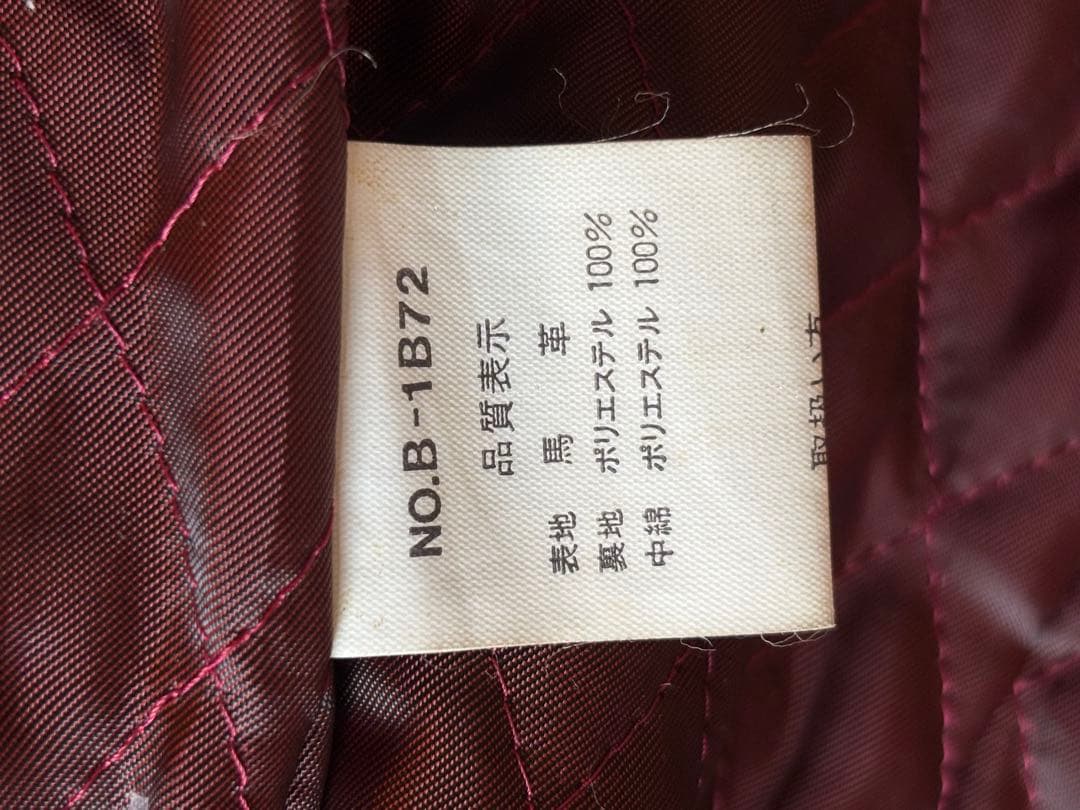 NO.B-1B72
品質表示
表地 馬 革
裏地 ポリエステル 100%
中綿 ポリエステル 100%